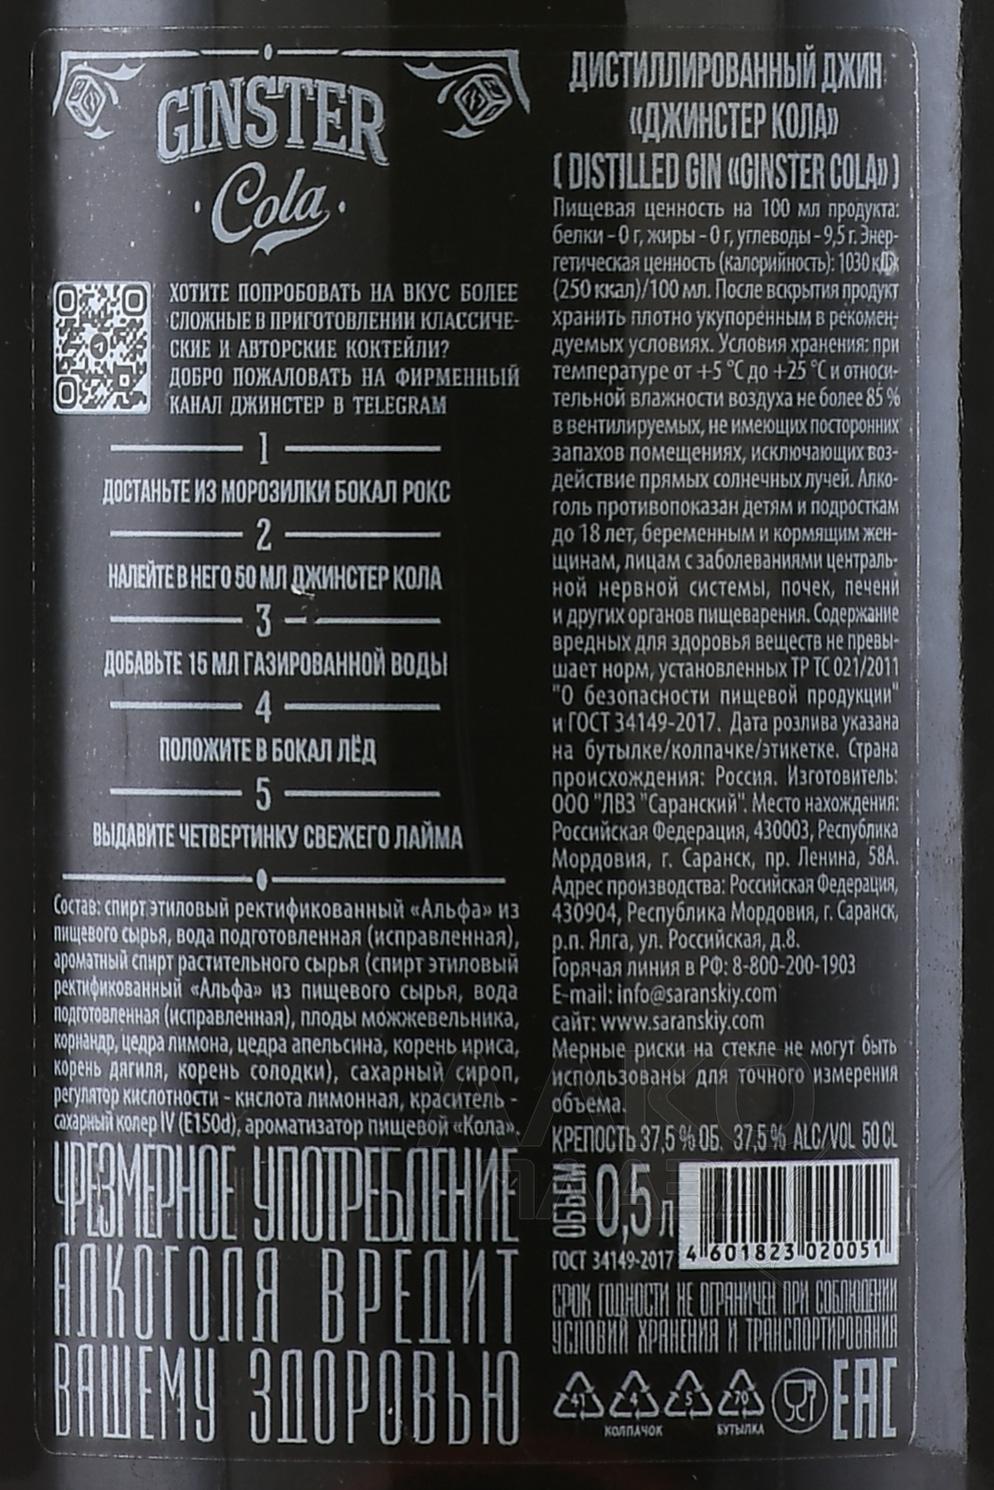 GINSTER
Cola
ХОТИТЕ ПОПРОБОВАТЬ НА ВКУС БОЛЕЕ
СЛОЖНЫЕ В ПРИГОТОВЛЕНИИ КЛАССИЧЕ-
СКИЕ И АВТОРСКИЕ КОКТЕЙЛИ?
ДОБРО ПОЖАЛОВАТЬ НА ФИРМЕННЫЙ
КАНАЛ ДЖИНСТЕР В TELEGRAM
1
ДОСТАНЬТЕ ИЗ МОРОЗИЛКИ БОКАЛ РОКС
2
НАЛЕЙТЕ В НЕГО 50 МЛ ДЖИНСТЕР КОЛА
3
ДОБАВЬТЕ 15 МЛ ГАЗИРОВАННОЙ ВОДЫ
4
ПОЛОЖИТЕ В БОКАЛ ЛЁД
5
ВЫДАВИТЕ ЧЕТВЕРТИНКУ СВЕЖЕГО ЛАЙМА
Состав: спирт этиловый ректификованный «Альфа» из
пищевого сырья, вода подготовленная (исправленная),
ароматный спирт растительного сырья (спирт этиловый
ректификованный «Альфа» из пищевого сырья, вода
подготовленная (исправленная), плоды можжевельника,
кориандр, цедра лимона, цедра апельсина, корень ириса,
корень дягиля, корень солодки), сахарный сироп,
регулятор кислотности - кислота лимонная, краситель -
сахарный колер IV (E150d), ароматизатор пищевой «Кола».
ЧРЕЗМЕРНОЕ УПОТРЕБЛЕНИЕ
АЛКОГОЛЯ ВРЕДИТ
ВАШЕМУ ЗДОРОВЬЮ
ДИСТИЛЛИРОВАННЫЙ ДЖИН
«ДЖИНСТЕР КОЛА»
( DISTILLED GIN «GINSTER COLA» )
Пищевая ценность на 100 мл продукта:
белки - 0 г, жиры - 0 г, углеводы - 9,5 г. Энер-
гетическая ценность (калорийность): 1030 кДж
(250 ккал)/100 мл. После вскрытия продукт
хранить плотно укупоренным в рекомен-
дуемых условиях. Условия хранения: при
температуре от +5 °С до +25 °С и относи-
тельной влажности воздуха не более 85 %
в вентилируемых, не имеющих посторонних
запахов помещениях, исключающих воз-
действие прямых солнечных лучей. Алко-
голь противопоказан детям и подросткам
до 18 лет, беременным и кормящим жен-
щинам, лицам с заболеваниями централь-
ной нервной системы, почек, печени
и других органов пищеварения. Содержание
вредных для здоровья веществ не превы-
шает норм, установленных ТР ТС 021/2011
"О безопасности пищевой продукции"
и ГОСТ 34149-2017. Дата розлива указана
на бутылке/колпачке/этикетке. Страна
происхождения: Россия. Изготовитель:
ООО "ЛВЗ "Саранский". Место нахождения:
Российская Федерация, 430003, Республика
Мордовия, г. Саранск, пр. Ленина, 58А.
Адрес производства: Российская Федерация,
430904, Республика Мордовия, г. Саранск,
р.п. Ялга, ул. Российская, д.8.
Горячая линия в РФ: 8-800-200-1903
E-mail: info@saranskiy.com
сайт: www.saranskiy.com
Мерные риски на стекле не могут быть
использованы для точного измерения
объема.
КРЕПОСТЬ 37,5 % ОБ. 37,5 % ALC/VOL 50 CL
ОБЪЕМ 0,5 л
4 601823 020051
ГОСТ 34149-2017
СРОК ГОДНОСТИ НЕ ОГРАНИЧЕН ПРИ СОБЛЮДЕНИИ
УСЛОВИЙ ХРАНЕНИЯ И ТРАНСПОРТИРОВАНИЯ
41 4 5 70 EAC
КОЛПАЧОК БУТЫЛКА
АЛКО
ПЛАЗА